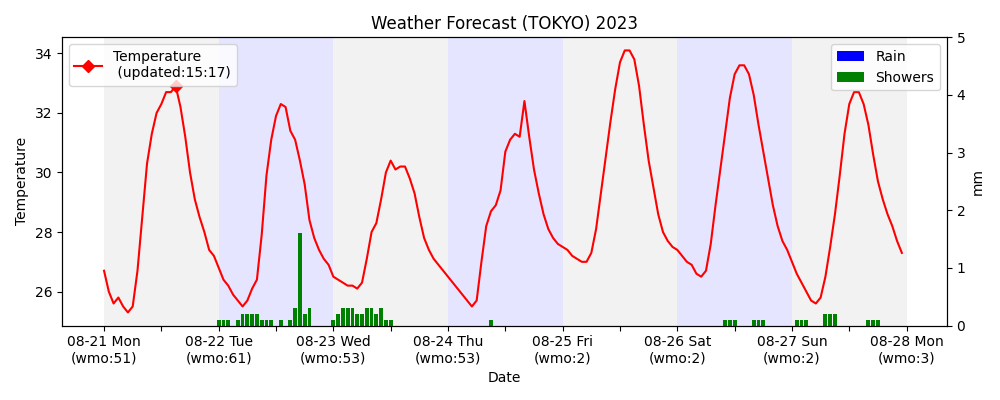 Weather Forecast (TOKYO) 2023
Temperature
(updated:15:17)
Rain
Showers
34
32
30
28
26
Temperature
5
4
3
2
1
0
mm
08-21 Mon
(wmo:51)
08-22 Tue
(wmo:61)
08-23 Wed
(wmo:53)
08-24 Thu
(wmo:53)
08-25 Fri
(wmo:2)
08-26 Sat
(wmo:2)
08-27 Sun
(wmo:2)
08-28 Mon
(wmo:3)
Date